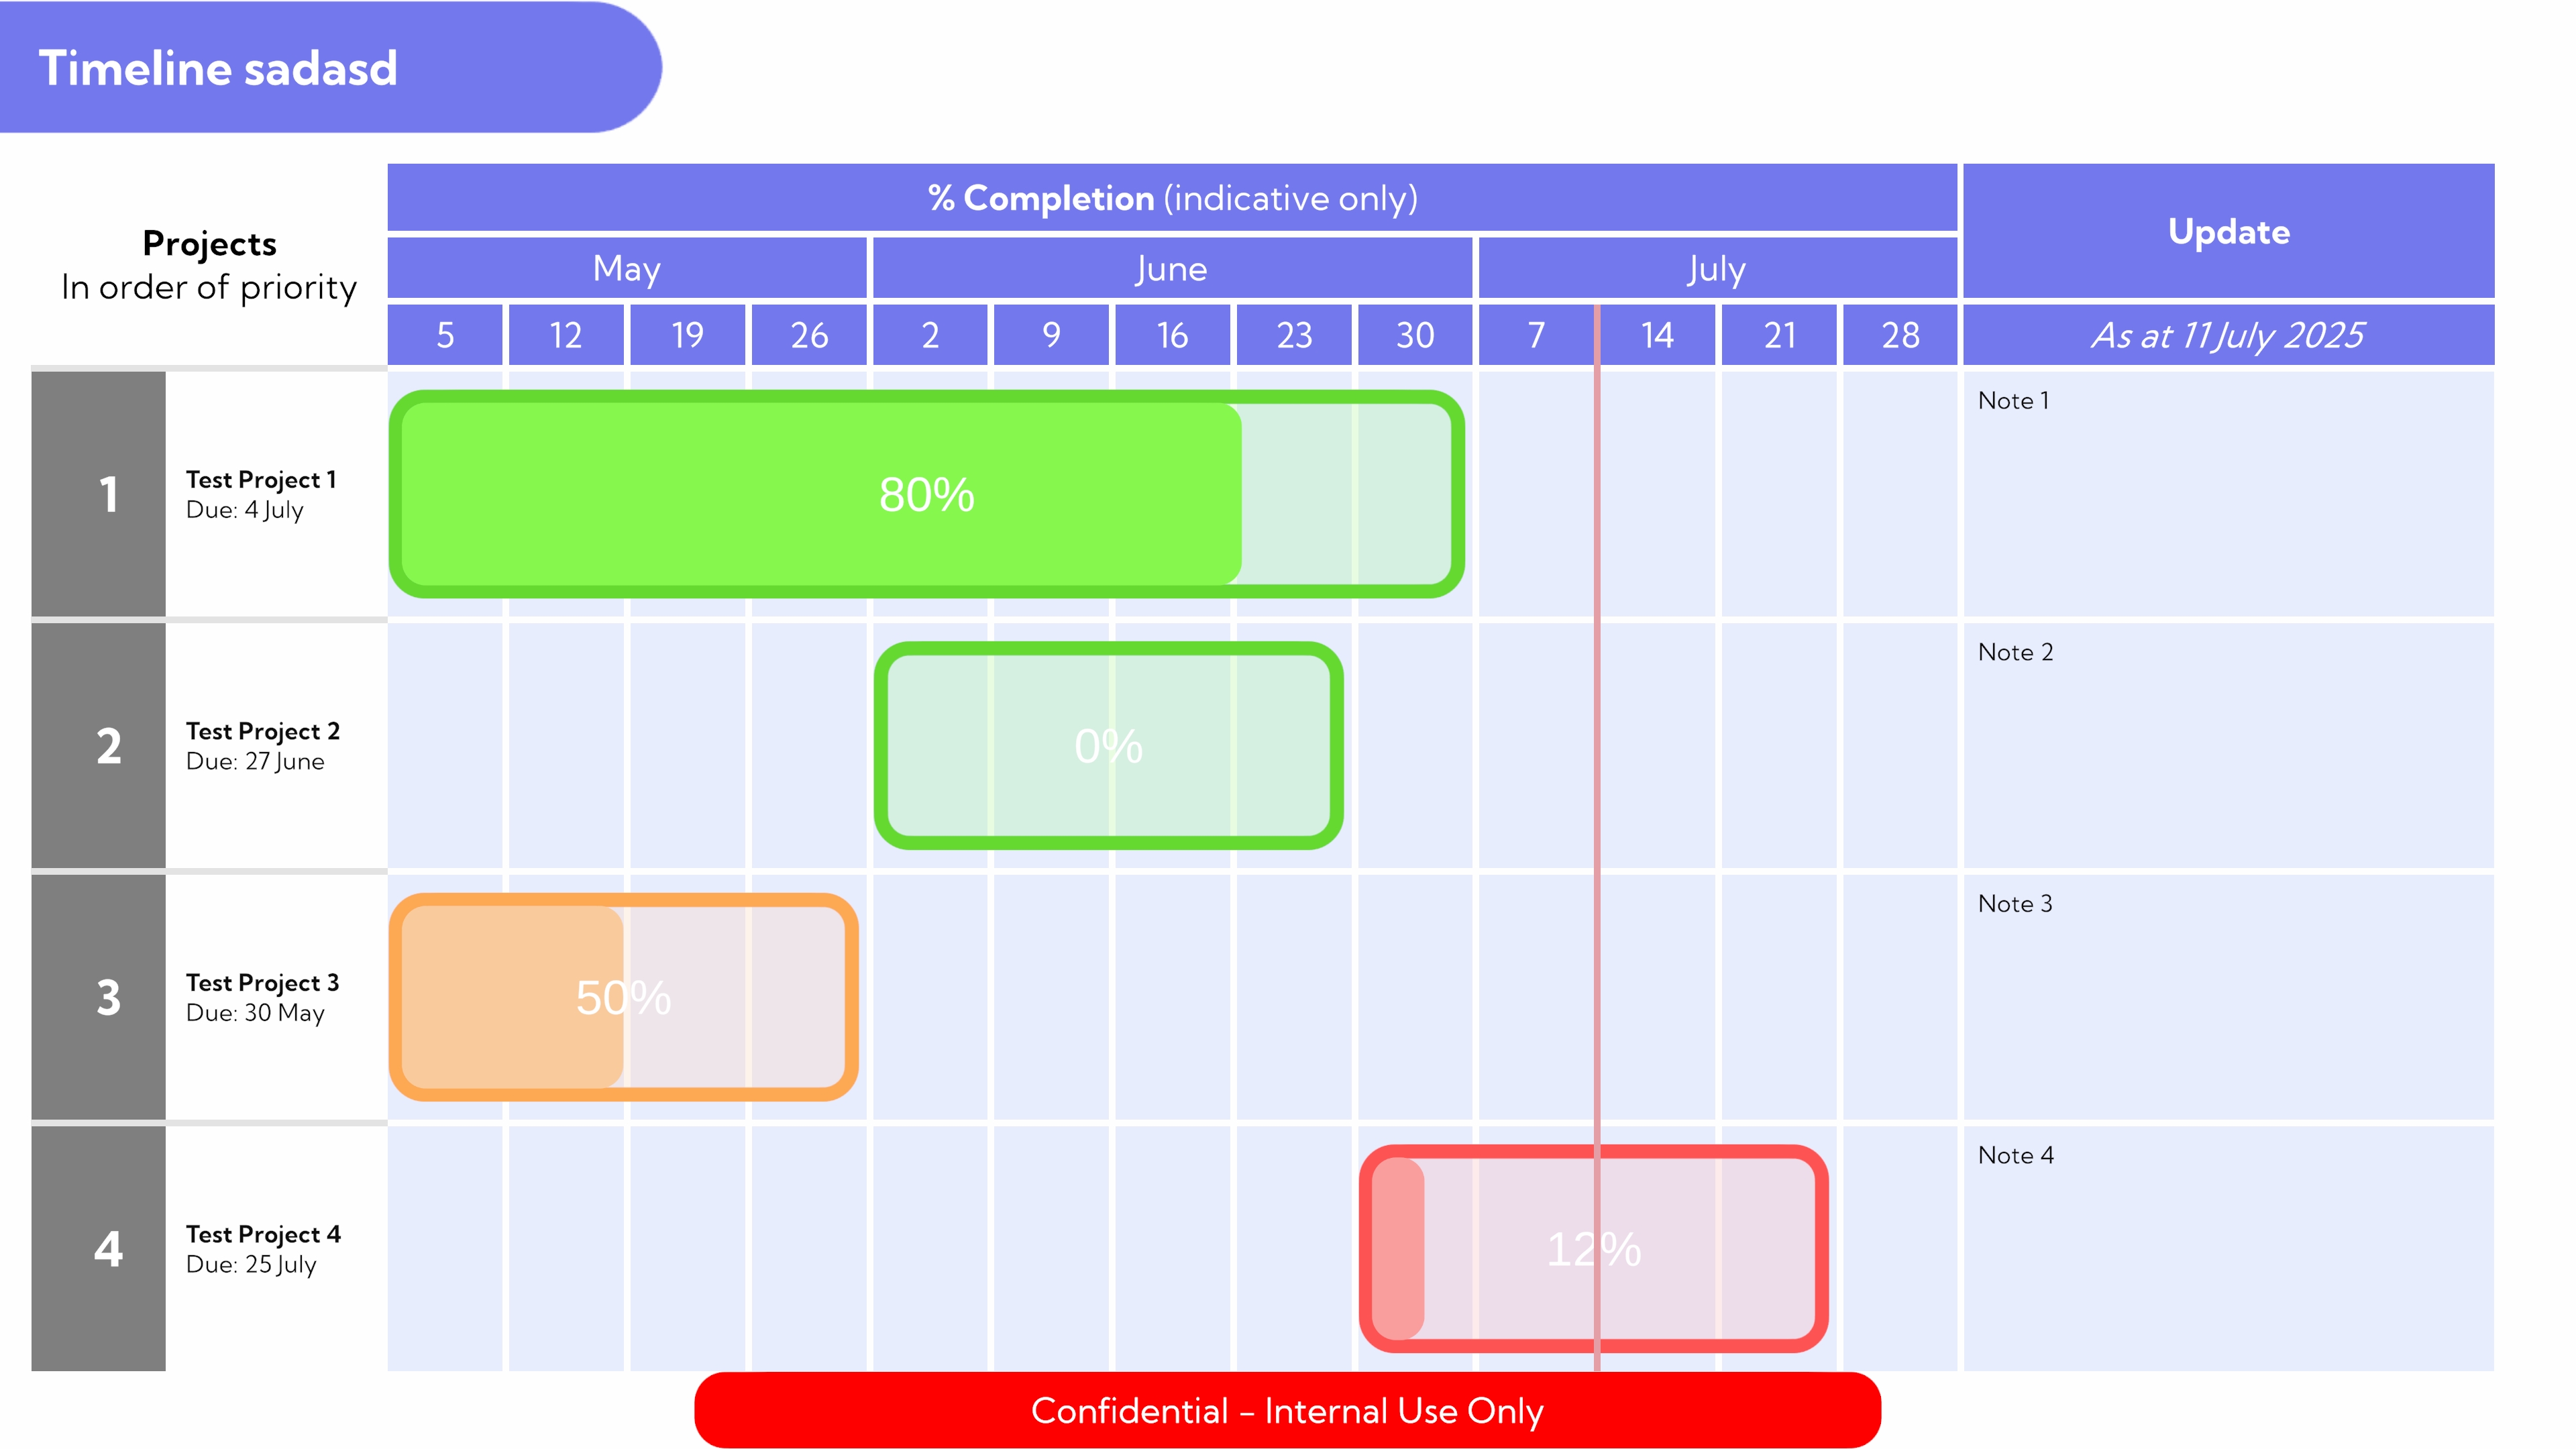 Timeline sadasd
Projects
In order of priority
% Completion (indicative only)
Update
May
June
July
5
12
19
26
2
9
16
23
30
7
14
21
28
As at 11 July 2025
1
Test Project 1
Due: 4 July
80%
Note 1
2
Test Project 2
Due: 27 June
0%
Note 2
3
Test Project 3
Due: 30 May
50%
Note 3
4
Test Project 4
Due: 25 July
12%
Note 4
Confidential – Internal Use Only